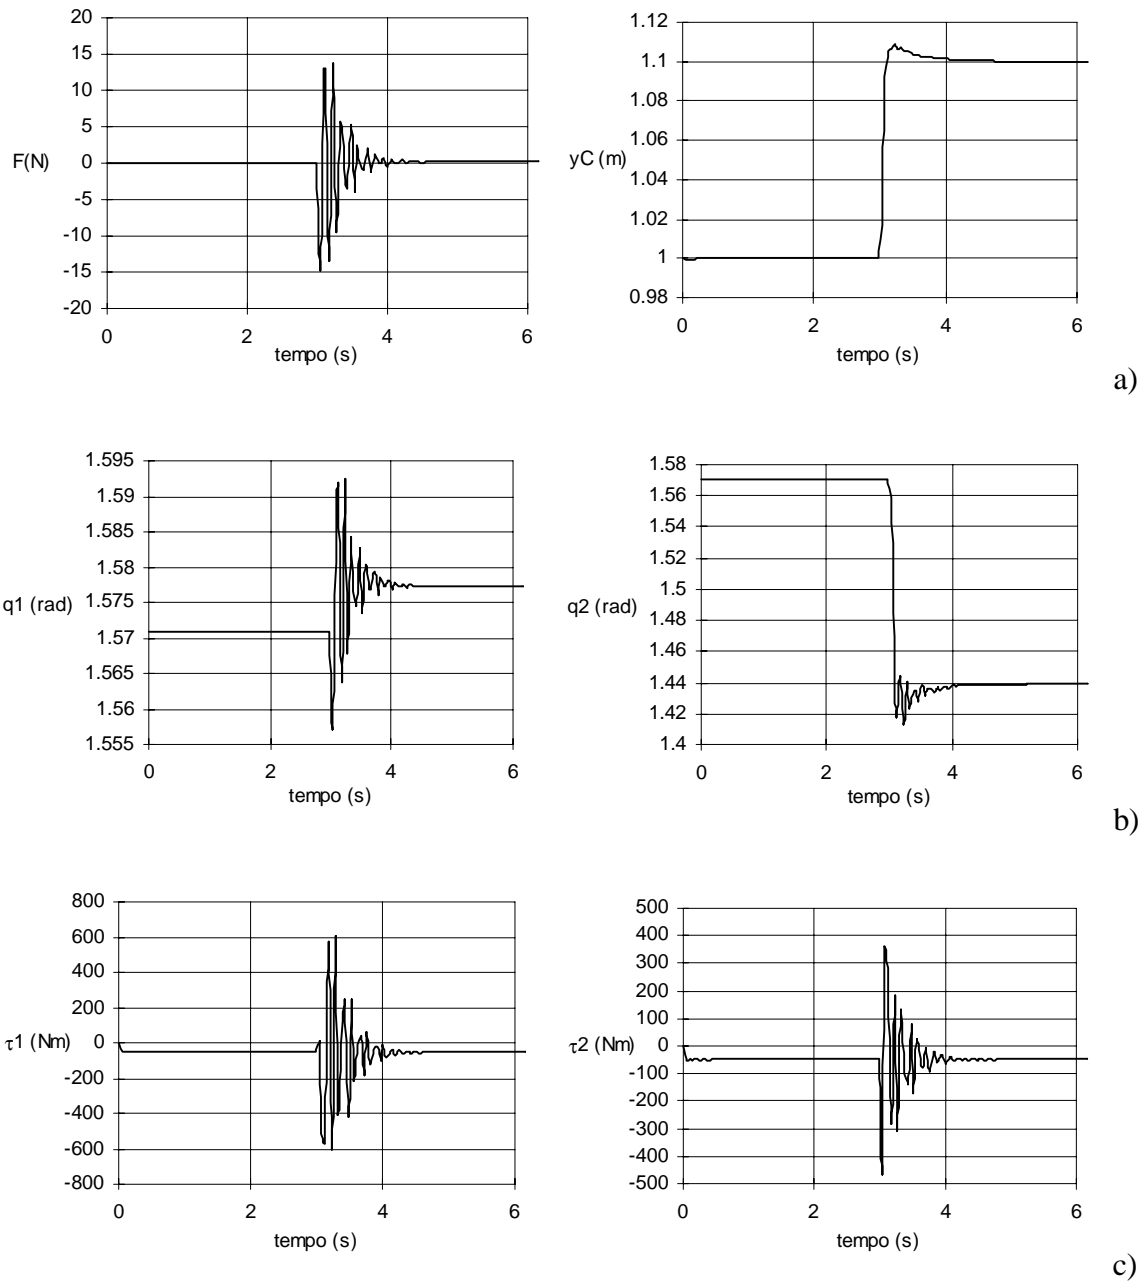 20
15
10
5
0
-5
-10
-15
-20
F(N)
0 2 4 6
tempo (s)
1.12
1.1
1.08
1.06
1.04
1.02
1
0.98
yC (m)
0 2 4 6
tempo (s)
a)
1.595
1.59
1.585
1.58
1.575
1.57
1.565
1.56
1.555
q1 (rad)
0 2 4 6
tempo (s)
1.58
1.56
1.54
1.52
1.5
1.48
1.46
1.44
1.42
1.4
q2 (rad)
0 2 4 6
tempo (s)
b)
800
600
400
200
0
-200
-400
-600
-800
τ1 (Nm)
0 2 4 6
tempo (s)
500
400
300
200
100
0
-100
-200
-300
-400
-500
τ2 (Nm)
0 2 4 6
tempo (s)
c)